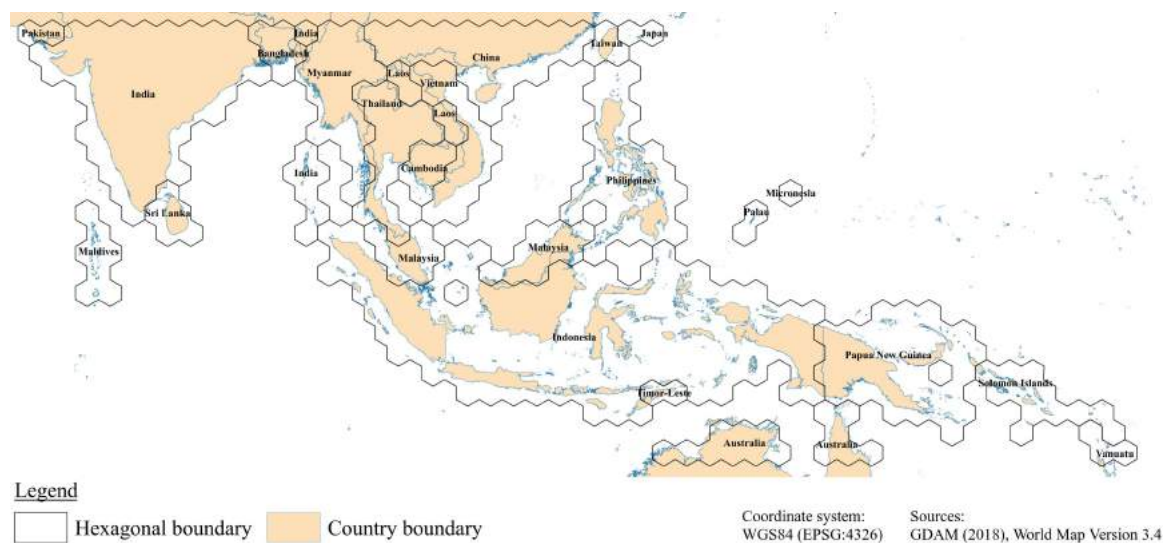 Pakistan
India
Bangladesh
India
Myanmar
Laos
Vietnam
China
Taiwan
Japan
Thailand
Laos
India
Cambodia
Philippines
Micronesia
Palau
Sri Lanka
Maldives
Malaysia
Malaysia
Indonesia
Papua New Guinea
Solomon Islands
Timor-Leste
Australia
Australia
Vanuata
Legend
Hexagonal boundary
Country boundary
Coordinate system:
WGS84 (EPSG:4326)
Sources:
GDAM (2018), World Map Version 3.4